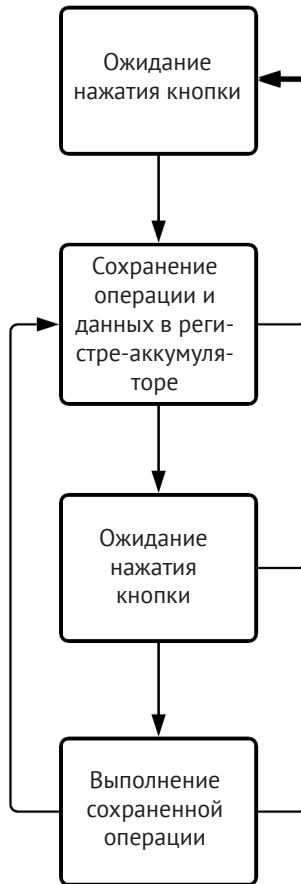 Ожидание
нажатия кнопки
Сохранение
операции и
данных в реги-
стре-аккумуля-
торе
Ожидание
нажатия
кнопки
Выполнение
сохраненной
операции